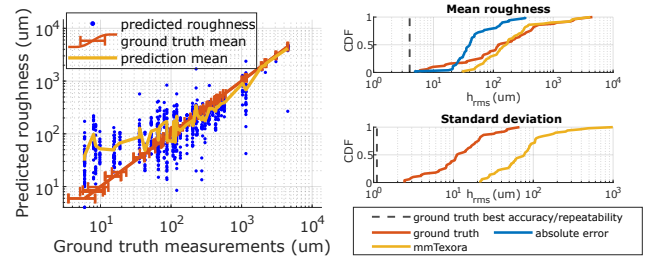 predicted roughness
ground truth mean
prediction mean
Predicted roughness (um)
10^3
10^2
10^1
10^1
10^2
10^3
10^4
Ground truth measurements (um)
Mean roughness
CDF
1
0.5
0
10^0
10^1
10^2
10^3
10^4
h_rms (um)
Standard deviation
CDF
1
0.5
0
10^0
10^1
10^2
10^3
h_rms (um)
ground truth best accuracy/repeatability
ground truth
absolute error
mmTexora